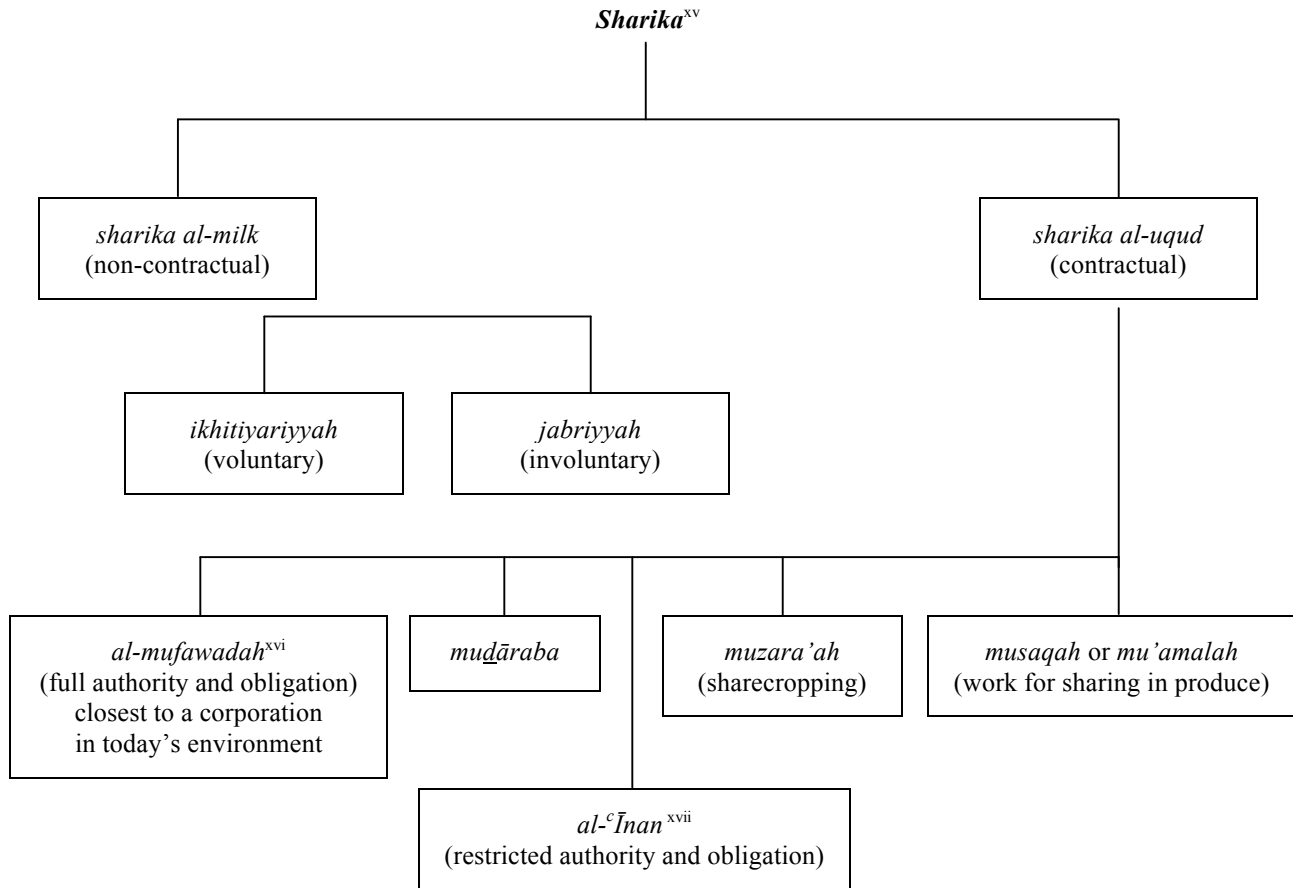 Sharika^xv
sharika al-milk
(non-contractual)
sharika al-uqud
(contractual)
ikhitiyariyyah
(voluntary)
jabriyyah
(involuntary)
al-mufawadah^xvi
(full authority and obligation)
closest to a corporation
in today’s environment
muḏāraba
muzara’ah
(sharecropping)
musaqah or mu’amalah
(work for sharing in produce)
al-ᶜĪnan ^xvii
(restricted authority and obligation)